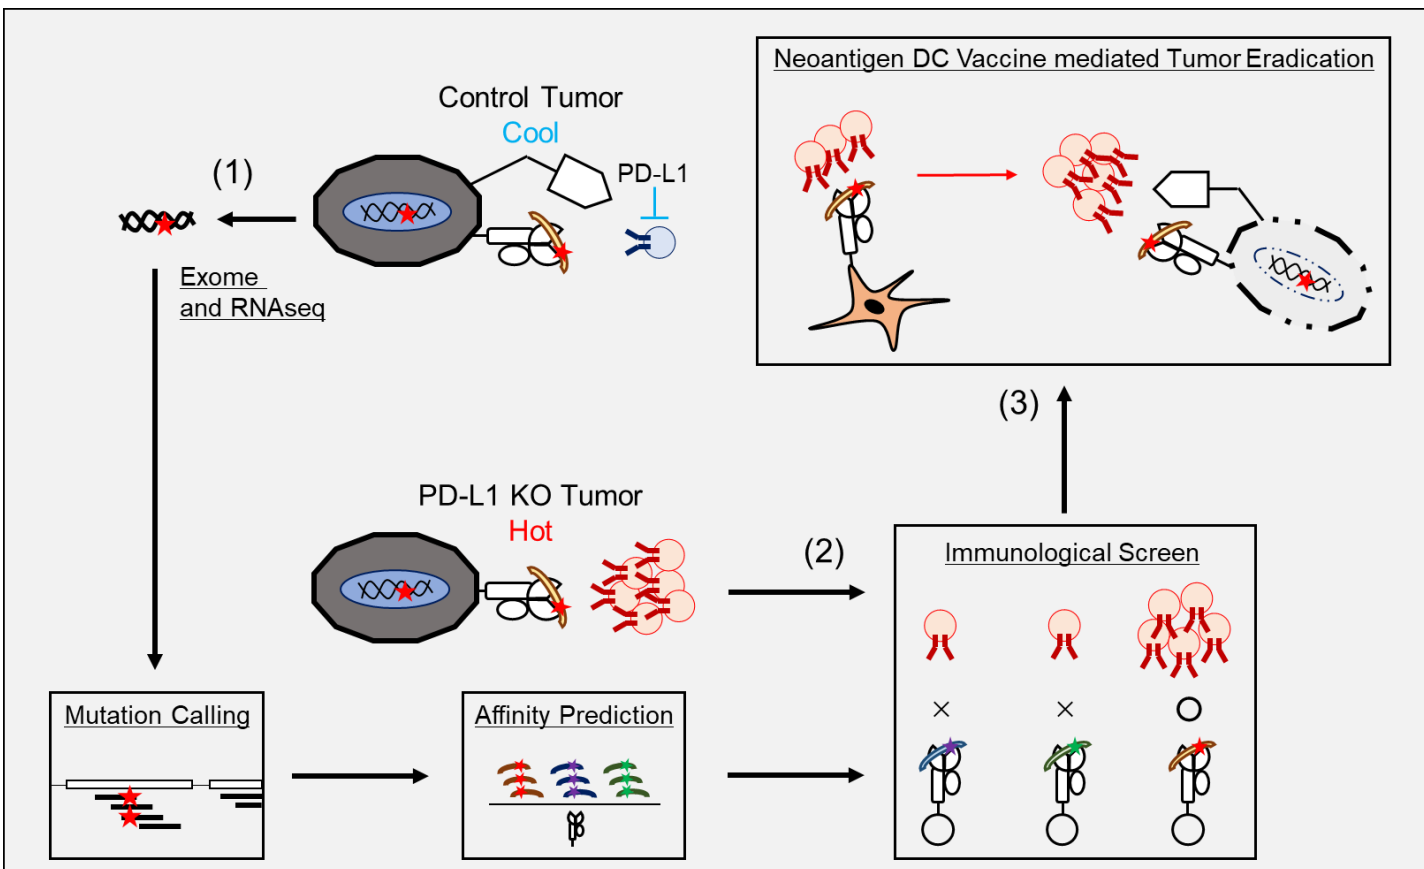 Neoantigen DC Vaccine mediated Tumor Eradication
Control Tumor
Cool
PD-L1
(1)
Exome
and RNAseq
(3)
PD-L1 KO Tumor
Hot
(2)
Immunological Screen
Mutation Calling
Affinity Prediction